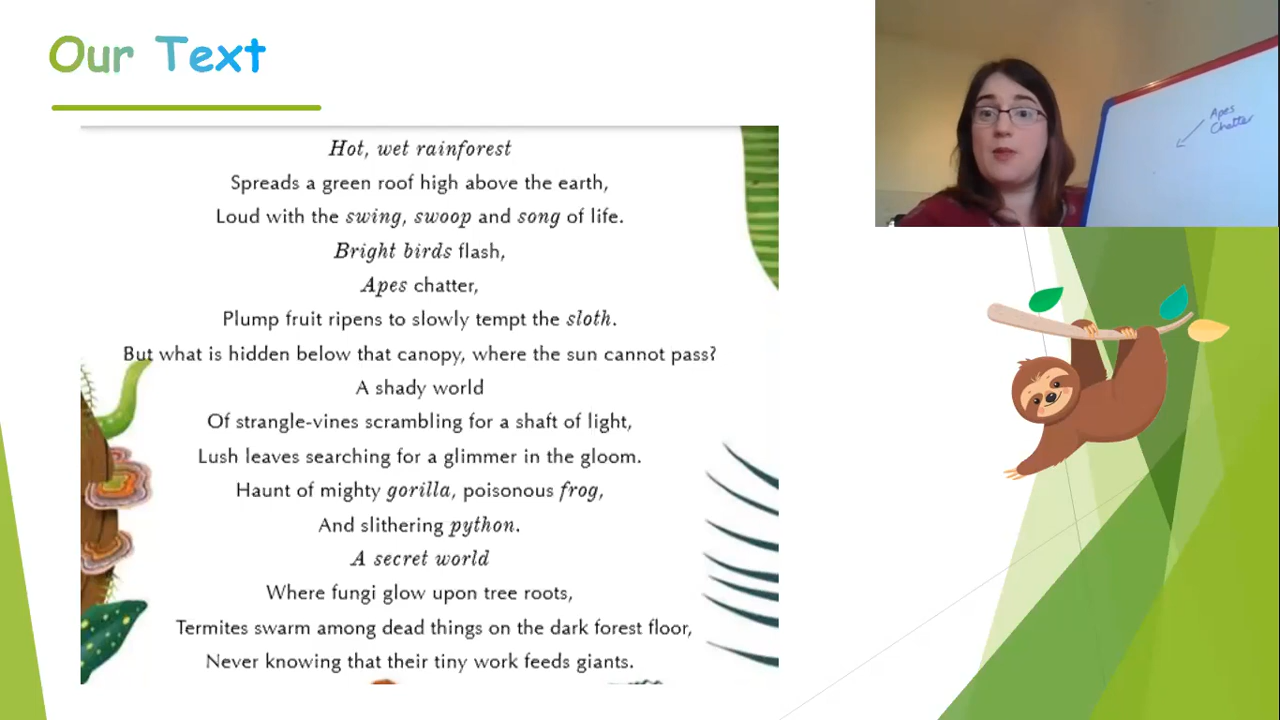 Our Text
Hot, wet rainforest
Spreads a green roof high above the earth,
Loud with the swing, swoop and song of life.
Bright birds flash,
Apes chatter,
Plump fruit ripens to slowly tempt the sloth.
But what is hidden below that canopy, where the sun cannot pass?
A shady world
Of strangle-vines scrambling for a shaft of light,
Lush leaves searching for a glimmer in the gloom.
Haunt of mighty gorilla, poisonous frog,
And slithering python.
A secret world
Where fungi glow upon tree roots,
Termites swarm among dead things on the dark forest floor,
Never knowing that their tiny work feeds giants.
Apes
Chatter